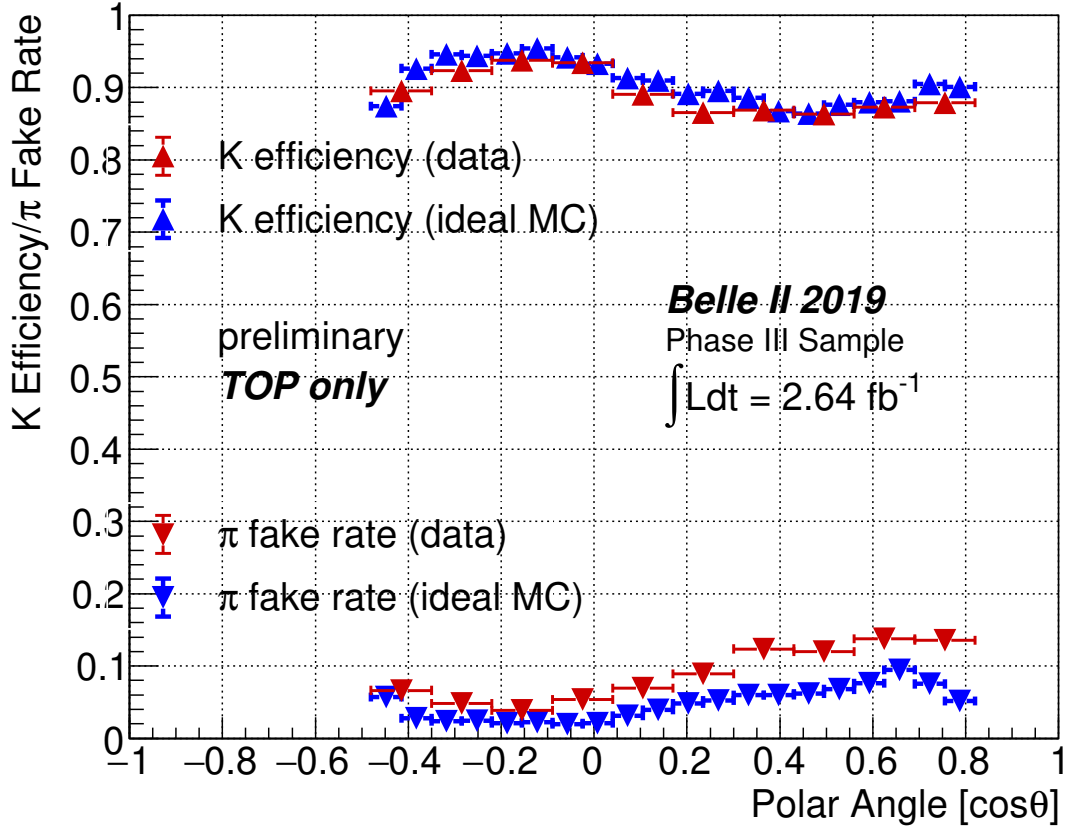 K Efficiency/π Fake Rate
1
0.9
0.8
0.7
0.6
0.5
0.4
0.3
0.2
0.1
0
K efficiency (data)
K efficiency (ideal MC)
preliminary
TOP only
Belle II 2019
Phase III Sample
∫Ldt = 2.64 fb⁻¹
π fake rate (data)
π fake rate (ideal MC)
−1 −0.8 −0.6 −0.4 −0.2 0 0.2 0.4 0.6 0.8 1
Polar Angle [cosθ]